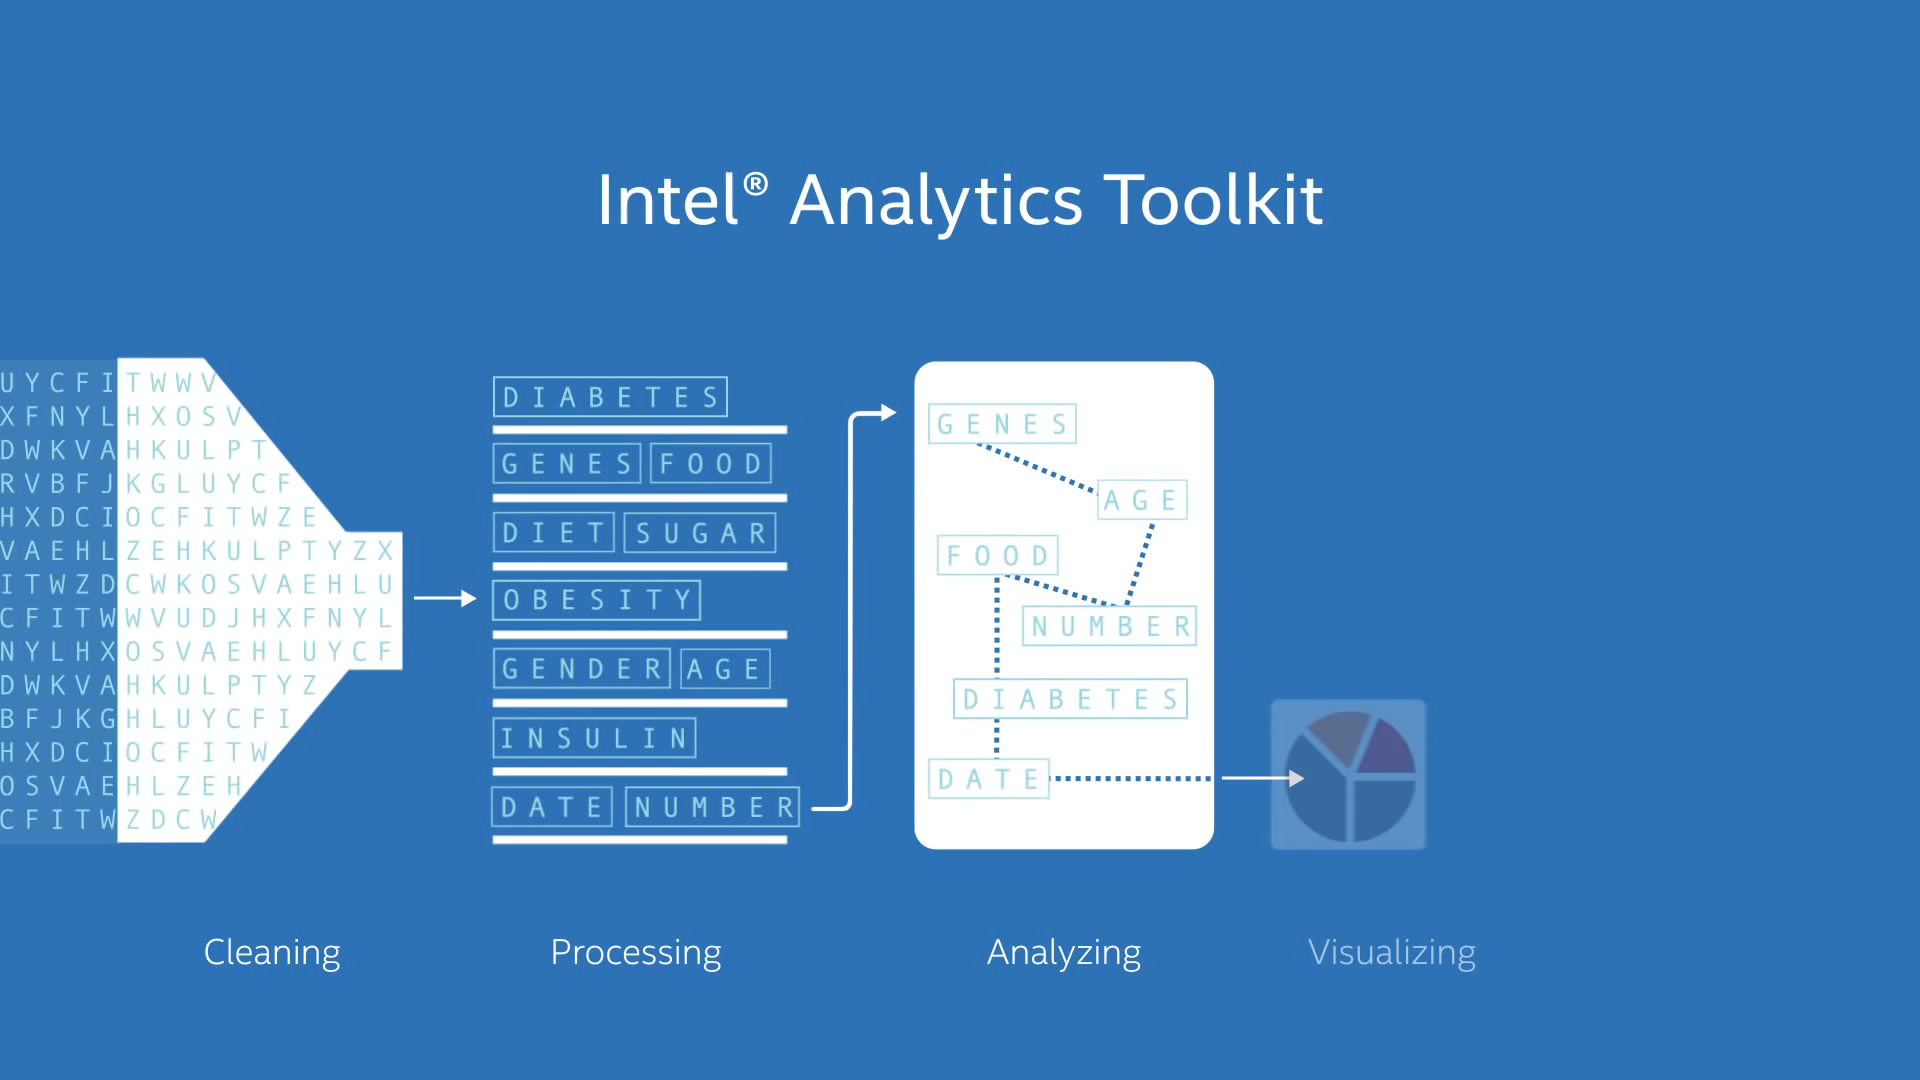 Intel® Analytics Toolkit
UYCFITWWV
XFNYLHXOSV
DWKVAHKULPT
RVBFJKGLUYCF
HXDCIOCFITWZE
VAEHLZEHKULPTYZX
ITWZDCWKOSVAEHLU
CFITWWVUDJHXFNYL
NYLHXOSVAEHLUYCF
DWKVAHKULPTYZ
BFJKGHLUYCFI
HXDCIOCFITW
OSVAEHLZEH
CFITWZDCW
DIABETES
GENES FOOD
DIET SUGAR
OBESITY
GENDER AGE
INSULIN
DATE NUMBER
GENES
AGE
FOOD
NUMBER
DIABETES
DATE
Cleaning
Processing
Analyzing
Visualizing